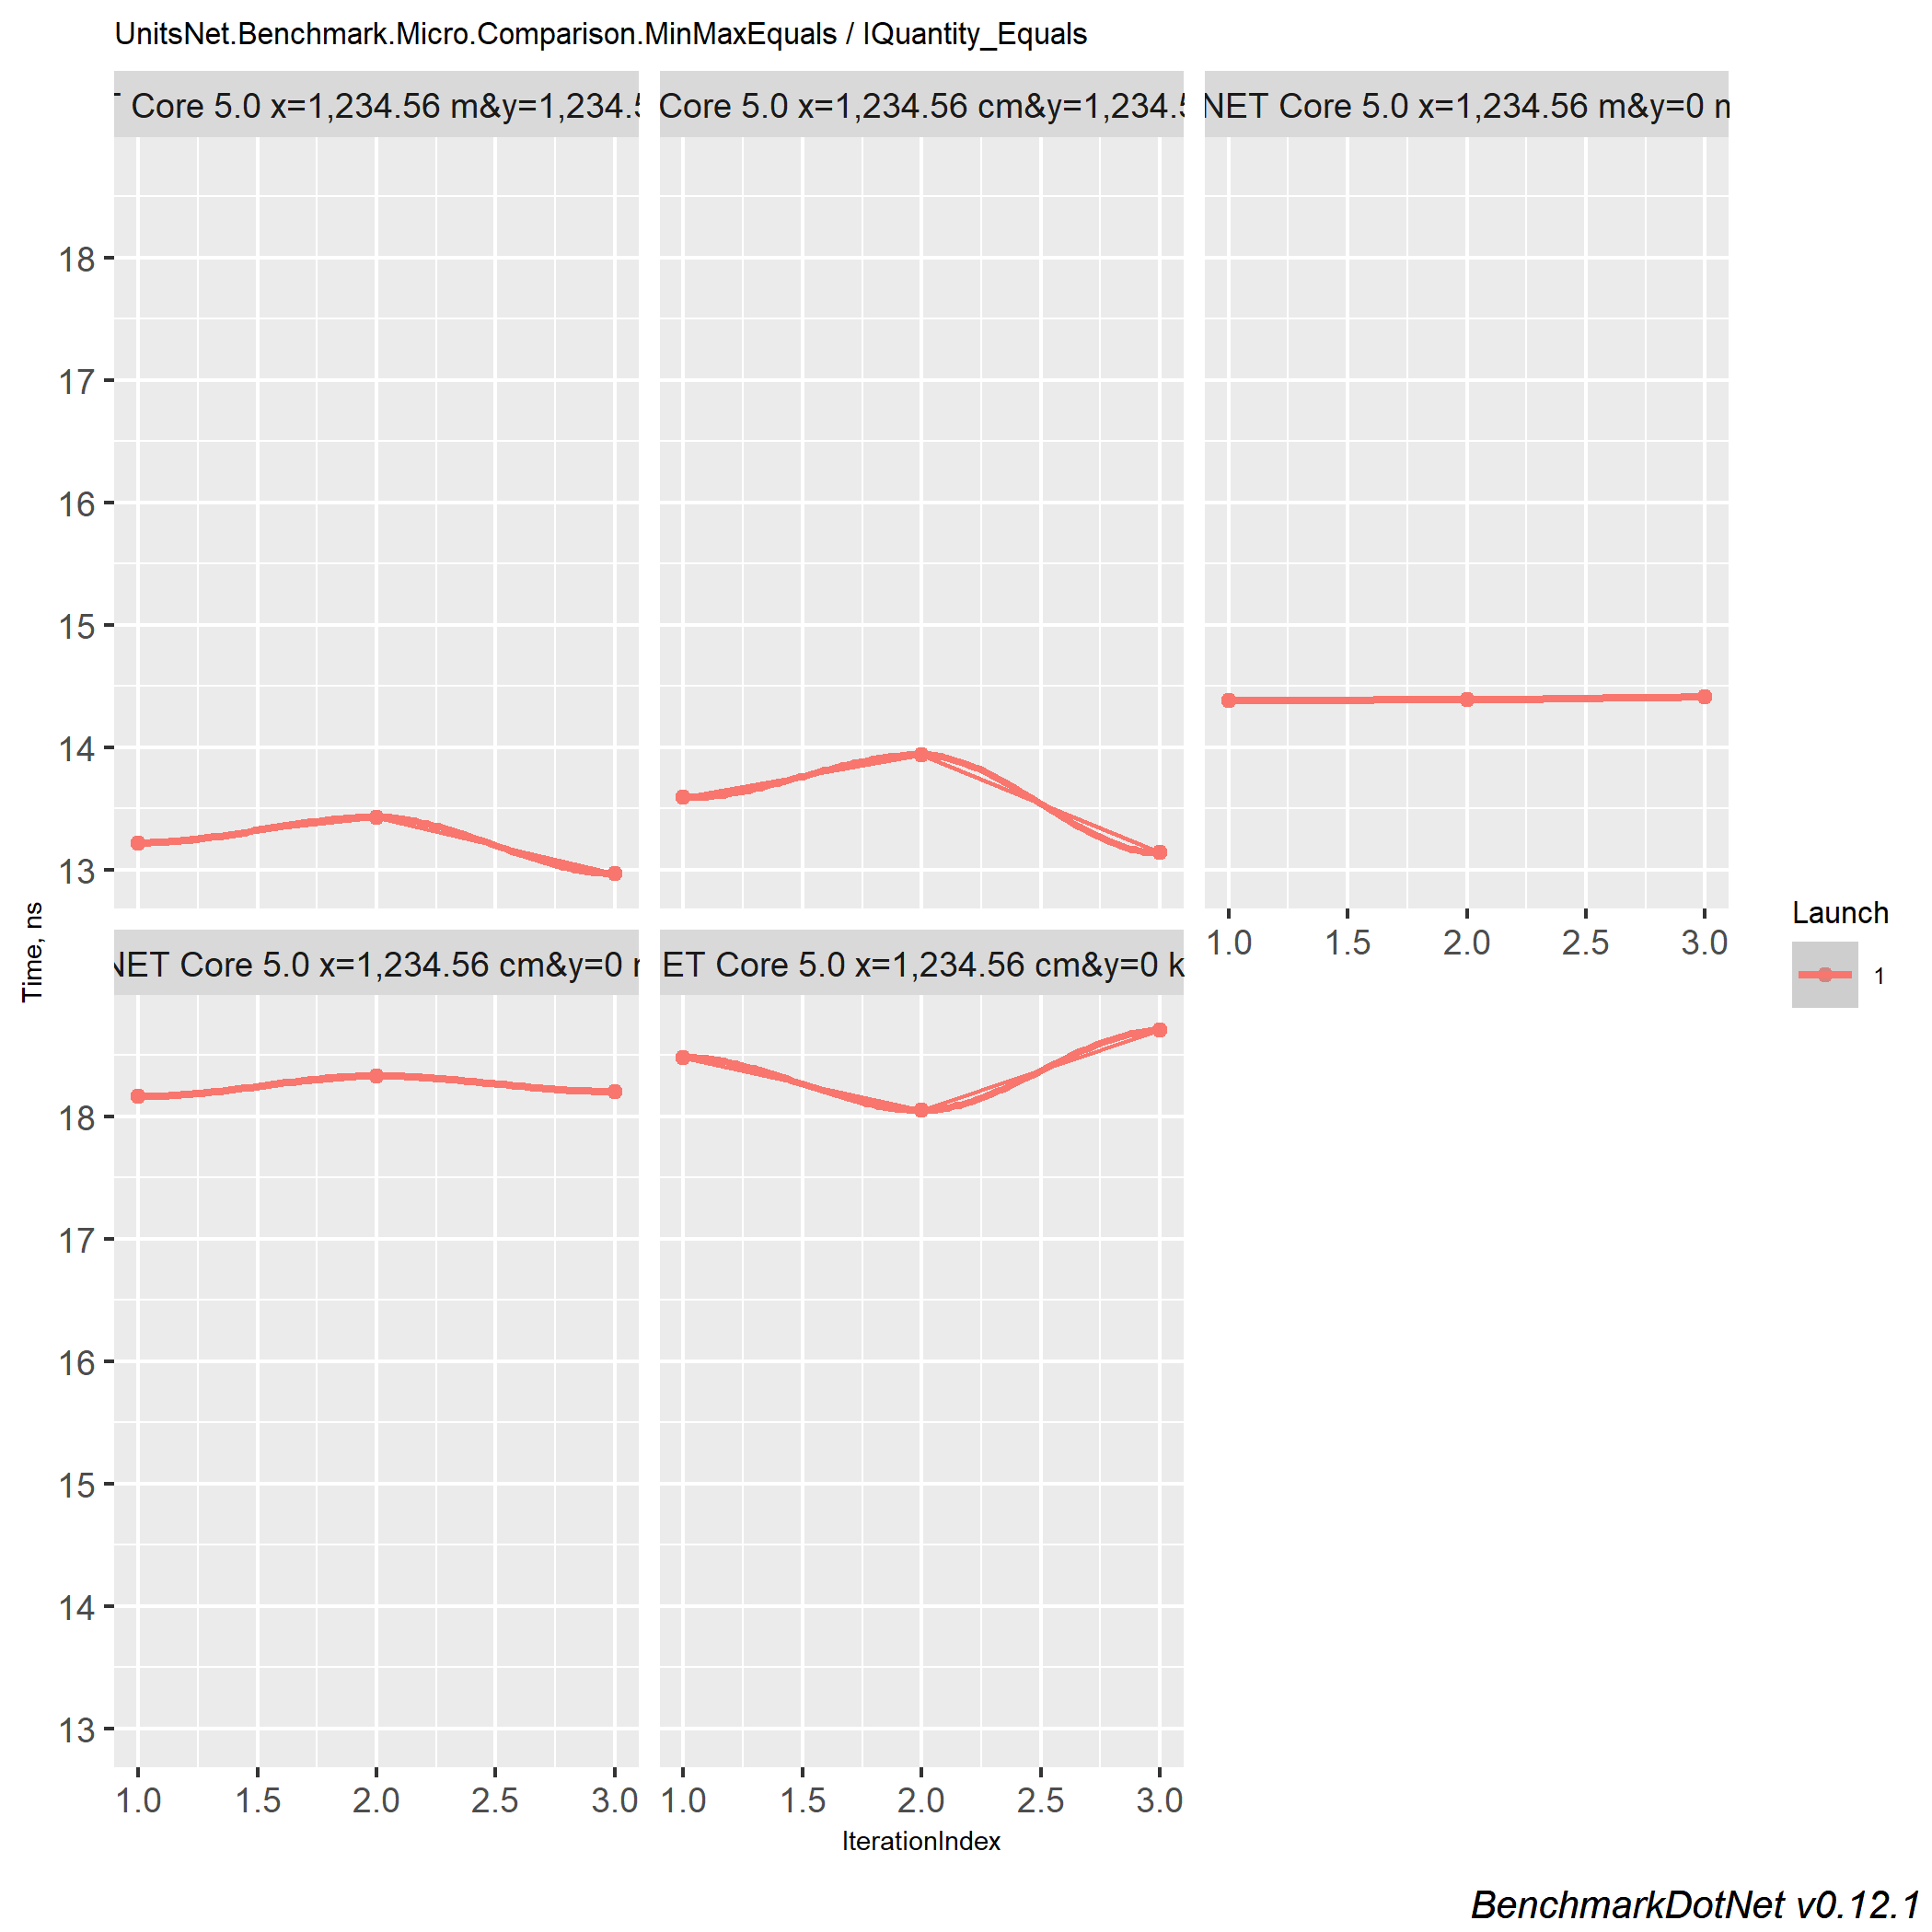 UnitsNet.Benchmark.Micro.Comparison.MinMaxEquals / IQuantity_Equals
Core 5.0 x=1,234.56 m&y=1,234.5
Core 5.0 x=1,234.56 cm&y=1,234.5
NET Core 5.0 x=1,234.56 m&y=0
18
17
16
15
14
13
1.0 1.5 2.0 2.5 3.0
Time, ns
Launch
1
NET Core 5.0 x=1,234.56 cm&y=0
ET Core 5.0 x=1,234.56 cm&y=0 k
18
17
16
15
14
13
1.0 1.5 2.0 2.5 3.0
1.0 1.5 2.0 2.5 3.0
IterationIndex
BenchmarkDotNet v0.12.1